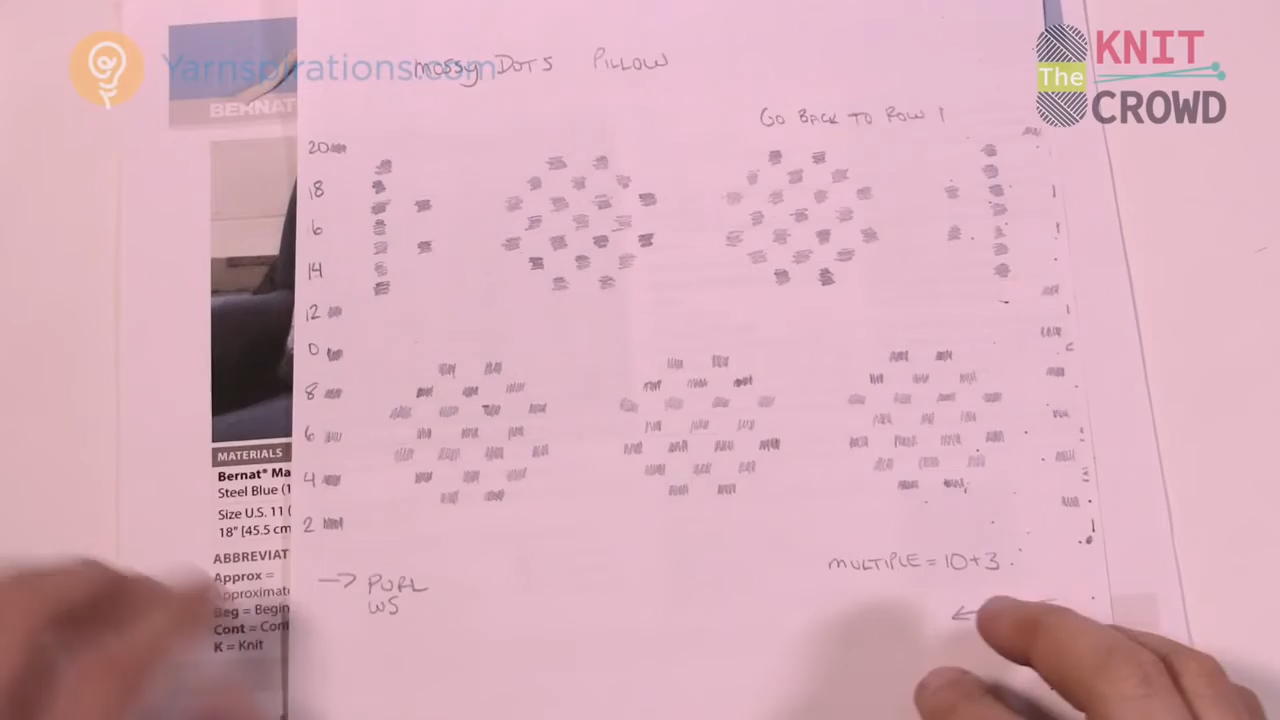 Yarnspirations.com
MOSSY DOTS PILLOW
KNIT
The
CROWD
BERNAT
GO BACK TO ROW 1
20
18
6
14
12
0
8
6
4
2
MATERIALS
Bernat® Ma
Steel Blue (1
Size U.S. 11 (
18" [45.5 cm
ABBREVIAT
Approx =
Approximate
Beg = Begin
Cont = Cont
K = Knit
MULTIPLE = 10+3
→ PURL
WS
←